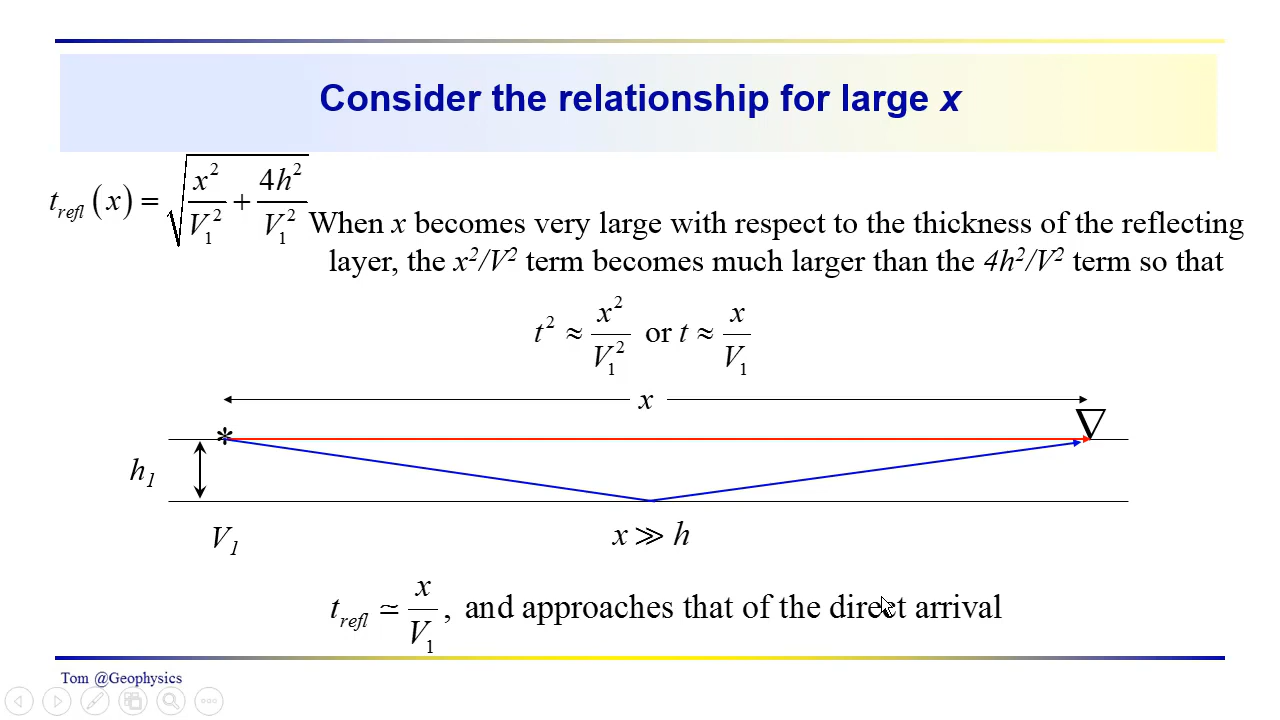 Consider the relationship for large x
t_refl (x) = √(x²/V₁² + 4h²/V₁²)
When x becomes very large with respect to the thickness of the reflecting
layer, the x²/V² term becomes much larger than the 4h²/V² term so that
t² ≈ x²/V₁² or t ≈ x/V₁
x
*
∇
h₁
V₁
x ≫ h
t_refl ≃ x/V₁, and approaches that of the direct arrival
Tom @Geophysics